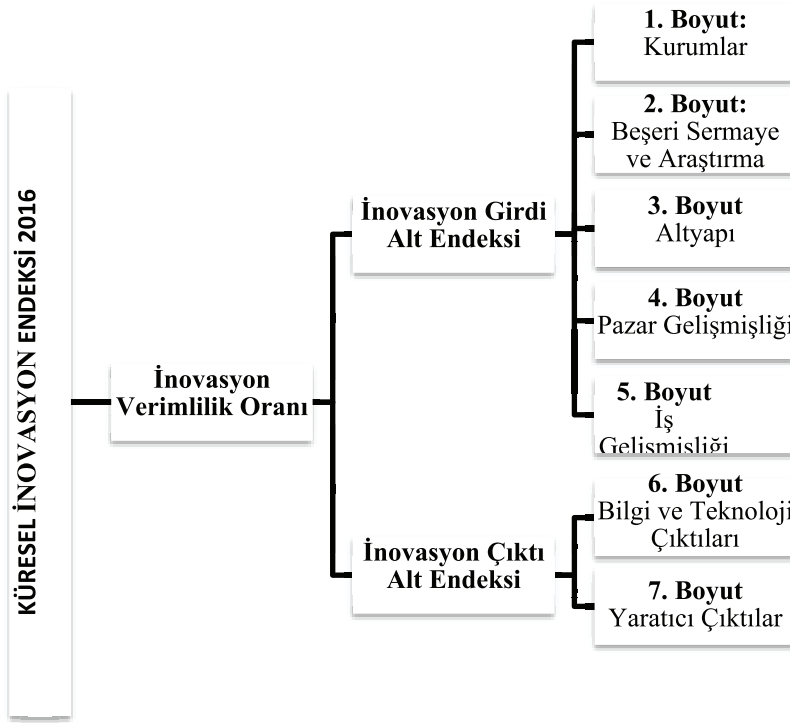 KÜRESEL İNOVASYON ENDEKSİ 2016
İnovasyon
Verimlilik Oranı
İnovasyon Girdi
Alt Endeksi
1. Boyut:
Kurumlar
2. Boyut:
Beşeri Sermaye
ve Araştırma
3. Boyut
Altyapı
4. Boyut
Pazar Gelişmişliği
5. Boyut
İş
Gelişmişliği
İnovasyon Çıktı
Alt Endeksi
6. Boyut
Bilgi ve Teknoloji
Çıktıları
7. Boyut
Yaratıcı Çıktılar